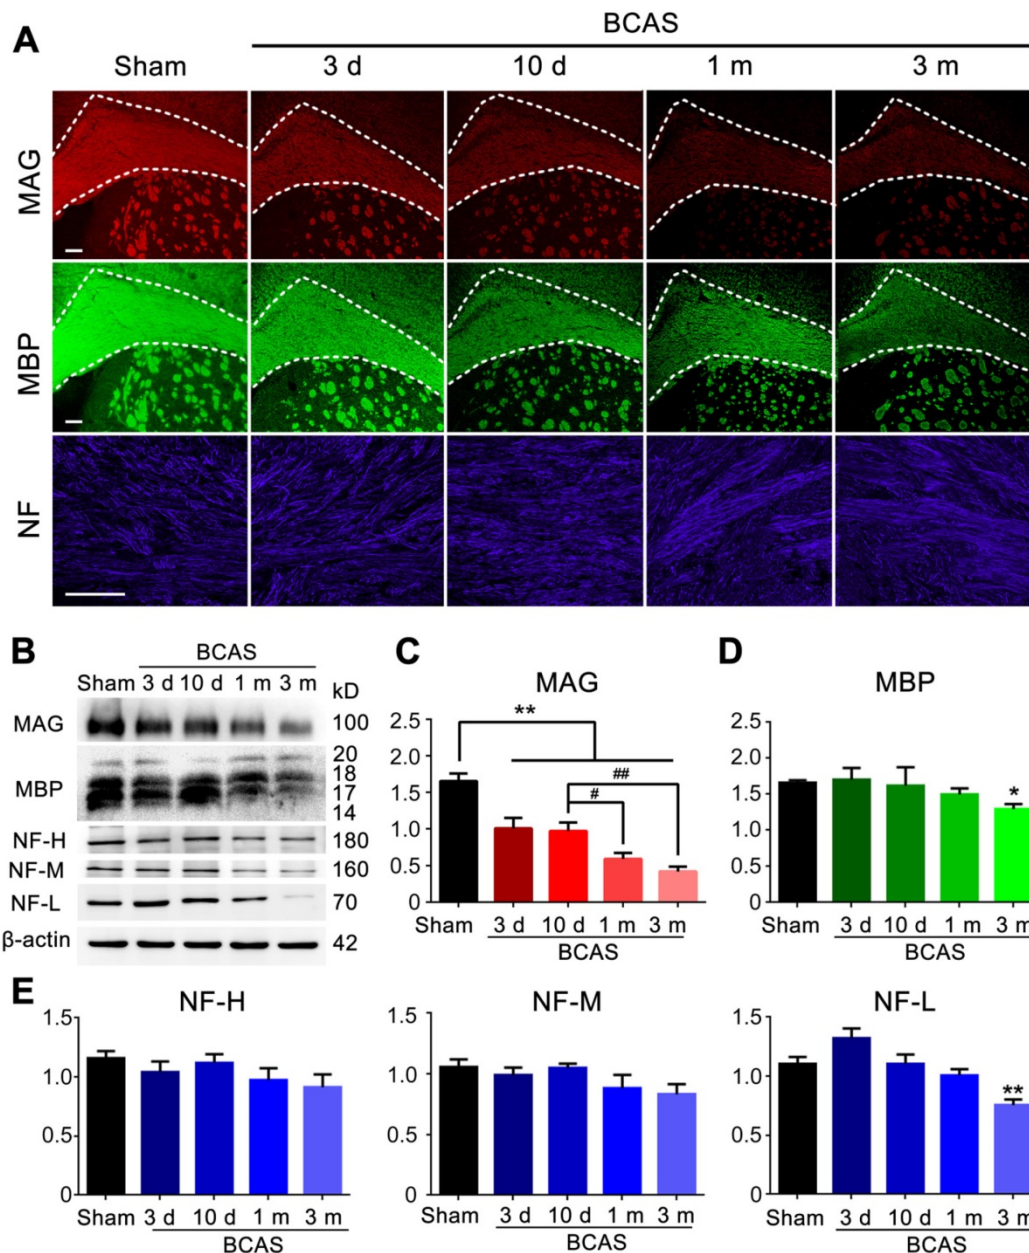 A
BCAS
Sham 3 d 10 d 1 m 3 m
MAG
MBP
NF
B
BCAS
Sham 3 d 10 d 1 m 3 m kD
MAG 100
MBP 20
18
17
14
NF-H 180
NF-M 160
NF-L 70
β-actin 42
C
MAG
2.5
2.0
1.5
1.0
0.5
0
**
##
#
Sham 3 d 10 d 1 m 3 m
BCAS
D
MBP
2.5
2.0
1.5
1.0
0.5
0
*
Sham 3 d 10 d 1 m 3 m
BCAS
E
NF-H
1.5
1.0
0.5
0
Sham 3 d 10 d 1 m 3 m
BCAS
NF-M
1.5
1.0
0.5
0
Sham 3 d 10 d 1 m 3 m
BCAS
NF-L
1.5
1.0
0.5
0
**
Sham 3 d 10 d 1 m 3 m
BCAS